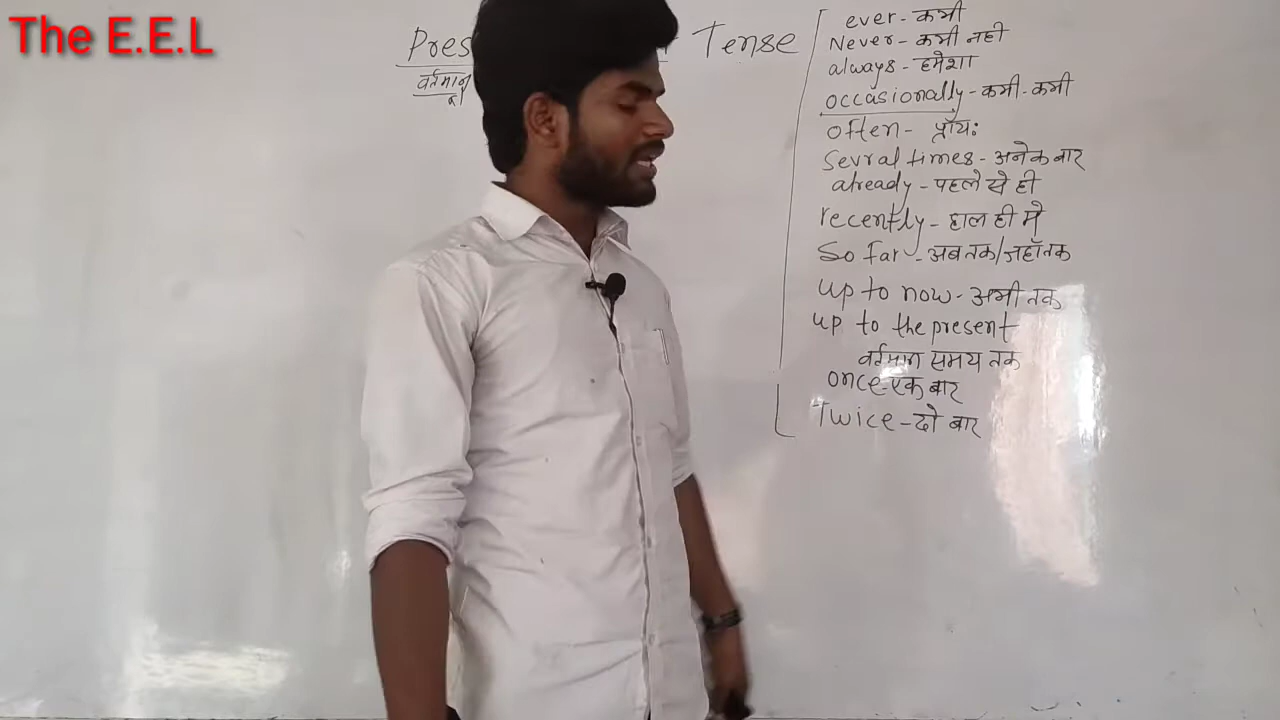 The E.E.L
Pres Tense
वर्तमान
ever - कभी
Never - कभी नही
always - हमेशा
occasionally - कभी-कभी
often - प्रॉय:
Sevral times - अनेक बार
already - पहले से ही
recently - हाल ही मे
So far - अब तक/जहॉ तक
up to now - अभी तक
up to the present
वर्तमान समय तक
once - एक बार
Twice - दो बार